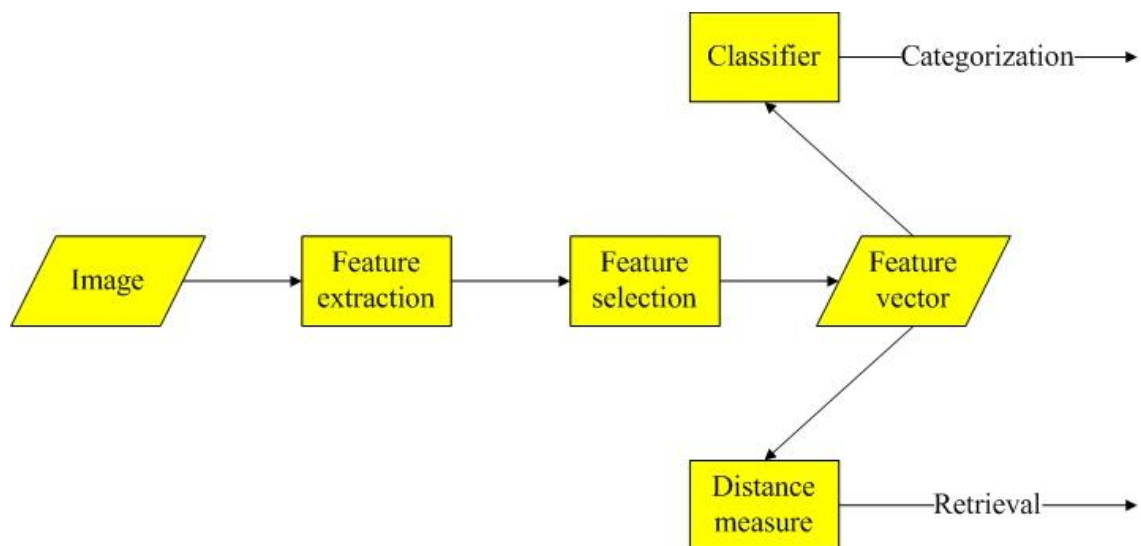 Classifier
Categorization
Image
Feature
extraction
Feature
selection
Feature
vector
Distance
measure
Retrieval